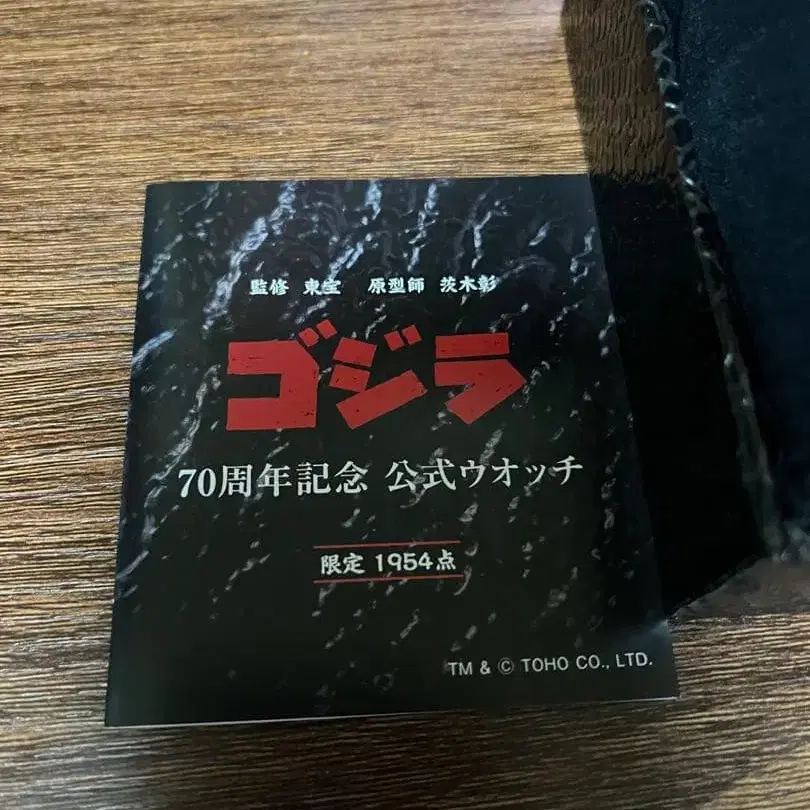 監修 東宝 原型師 茨木彰
ゴジラ
70周年記念 公式ウオッチ
限定 1954点
TM & © TOHO CO., LTD.